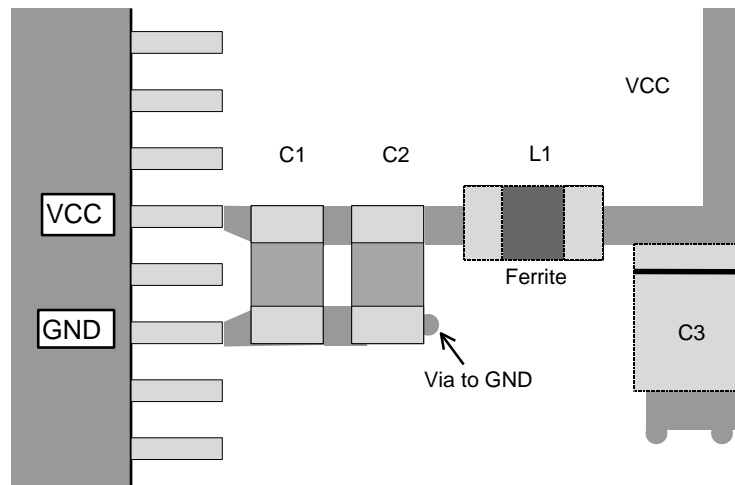 VCC
C1
C2
L1
VCC
Ferrite
GND
C3
Via to GND